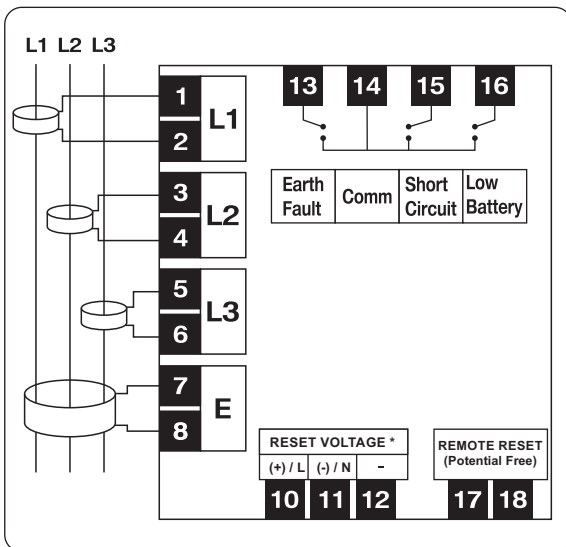 L1 L2 L3
13 14 15 16
1
L1
2
Earth Fault
Comm
Short Circuit
Low Battery
3
L2
4
5
L3
6
7
E
8
RESET VOLTAGE *
(+) / L (-) / N -
10 11 12
REMOTE RESET
(Potential Free)
17 18